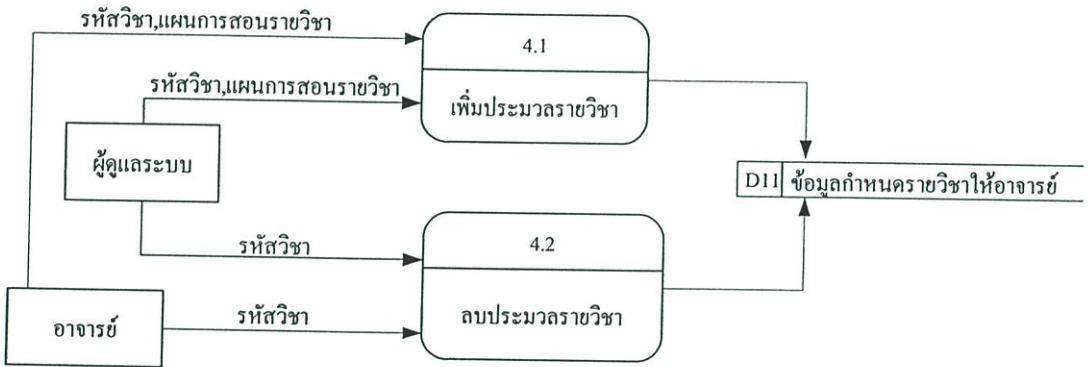 รหัสวิชา,แผนการสอนรายวิชา
4.1
รหัสวิชา,แผนการสอนรายวิชา
เพิ่มประมวลรายวิชา
ผู้ดูแลระบบ
D11 ข้อมูลกำหนดรายวิชาให้อาจารย์
รหัสวิชา
4.2
อาจารย์
รหัสวิชา
ลบประมวลรายวิชา